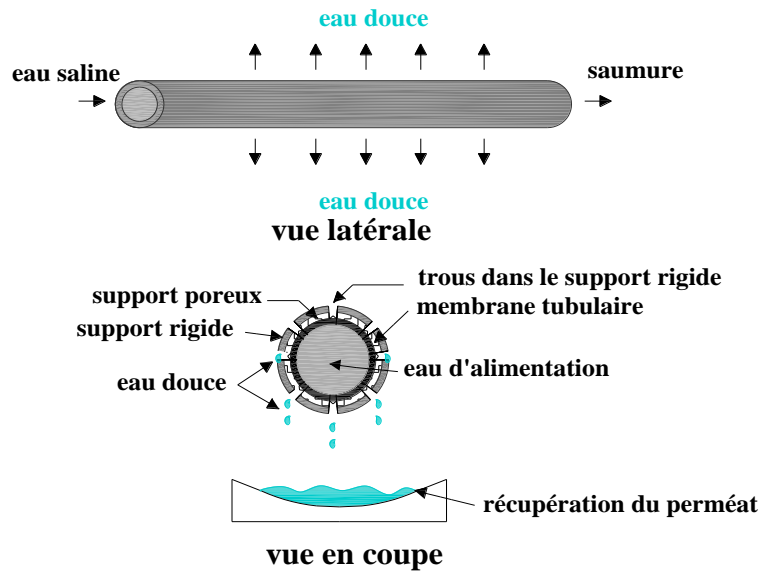 eau douce
eau saline
saumure
eau douce
vue latérale
trous dans le support rigide
support poreux
membrane tubulaire
support rigide
eau d'alimentation
eau douce
récupération du perméat
vue en coupe